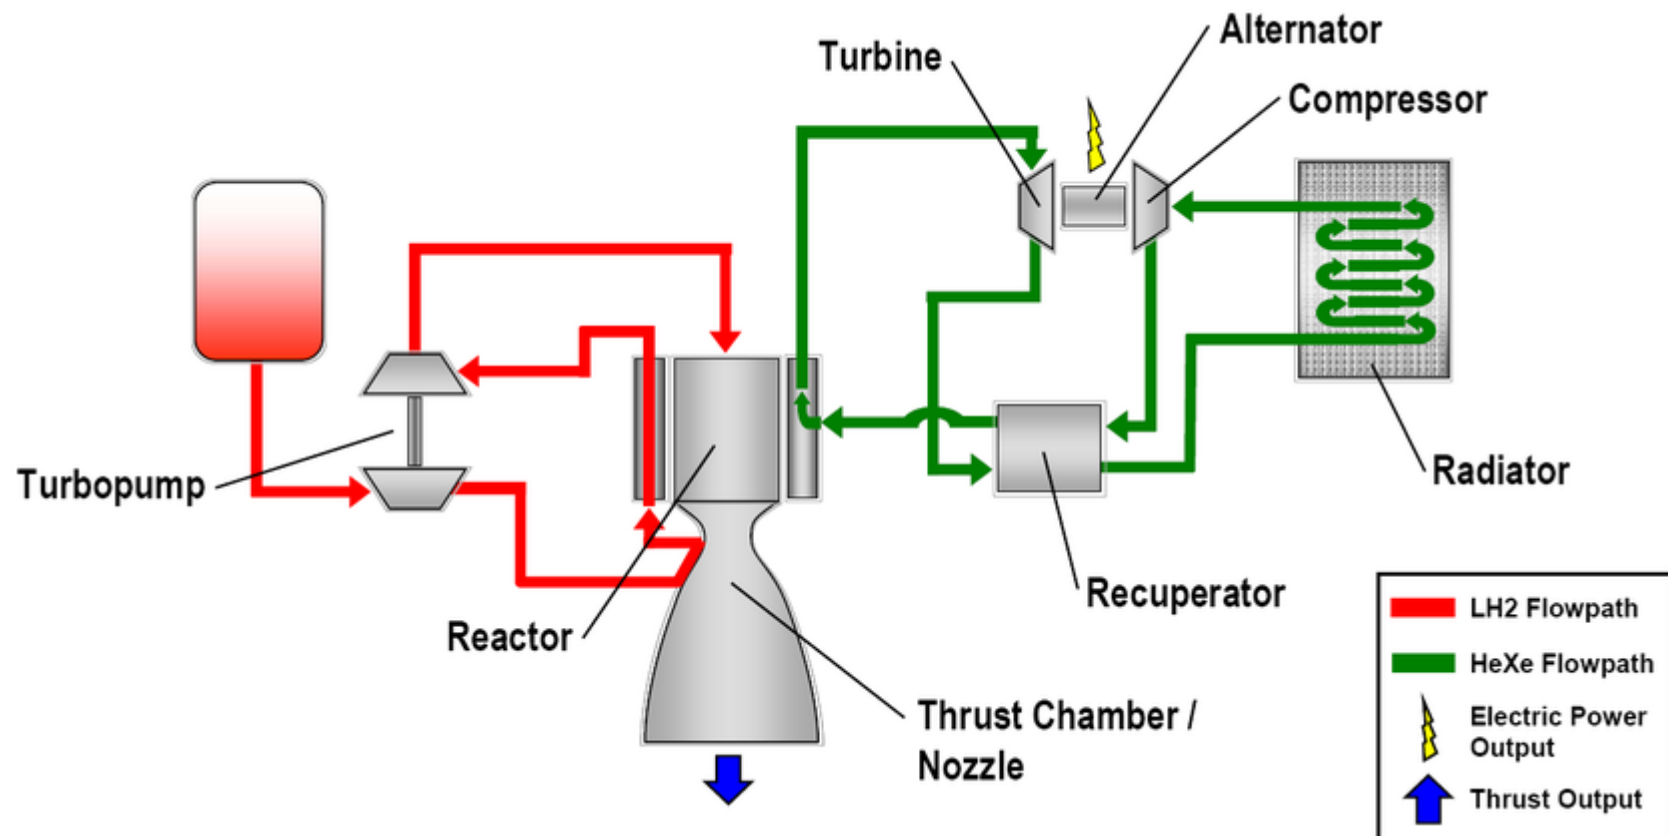 Alternator
Turbine
Compressor
Turbopump
Radiator
Recuperator
Reactor
Thrust Chamber /
Nozzle
LH2 Flowpath
HeXe Flowpath
Electric Power
Output
Thrust Output